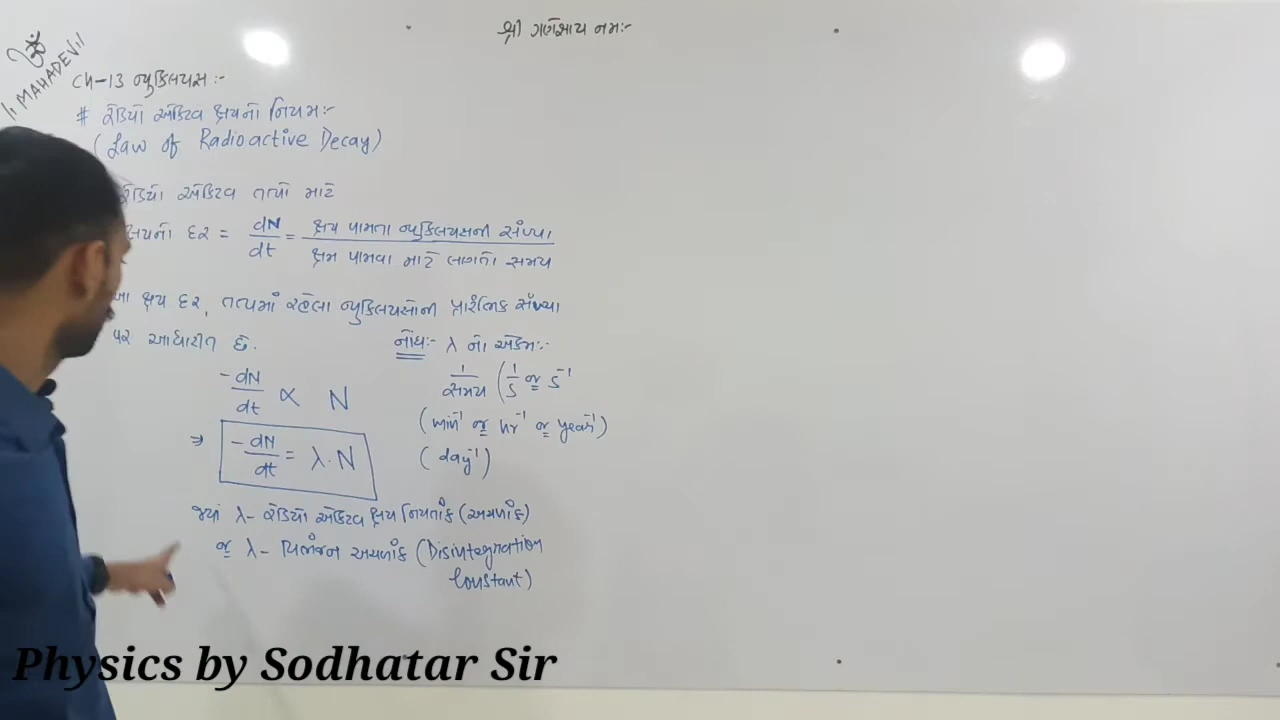 શ્રી ગણેશાય નમઃ-
ૐ
।। MAHADEV ।।
Ch-13 ન્યુક્લિયસ :-
# રેડિયો એક્ટિવ ક્ષયનો નિયમ:-
(Law of Radioactive Decay)
રેડિયો એક્ટિવ તત્વો માટે
ક્ષયનો દર = dN/dt = ક્ષય પામતા ન્યુક્લિયસની સંખ્યા / ક્ષય પામવા માટે લાગતો સમય
આ ક્ષય દર, તત્વમાં રહેલા ન્યુક્લિયસોની પ્રારંભિક સંખ્યા
પર આધારીત છે.
-dN/dt ∝ N
⇒ -dN/dt = λ.N
નોંધ:- λ નો એકમ:-
1/સમય (1/s or s⁻¹
(min⁻¹ or hr⁻¹ or year⁻¹)
(day⁻¹)
જ્યાં λ- રેડિયો એક્ટિવ ક્ષય નિયતાંક (અચળાંક)
or λ- વિભંજન અચળાંક (Disintegration
Constant)
Physics by Sodhatar Sir